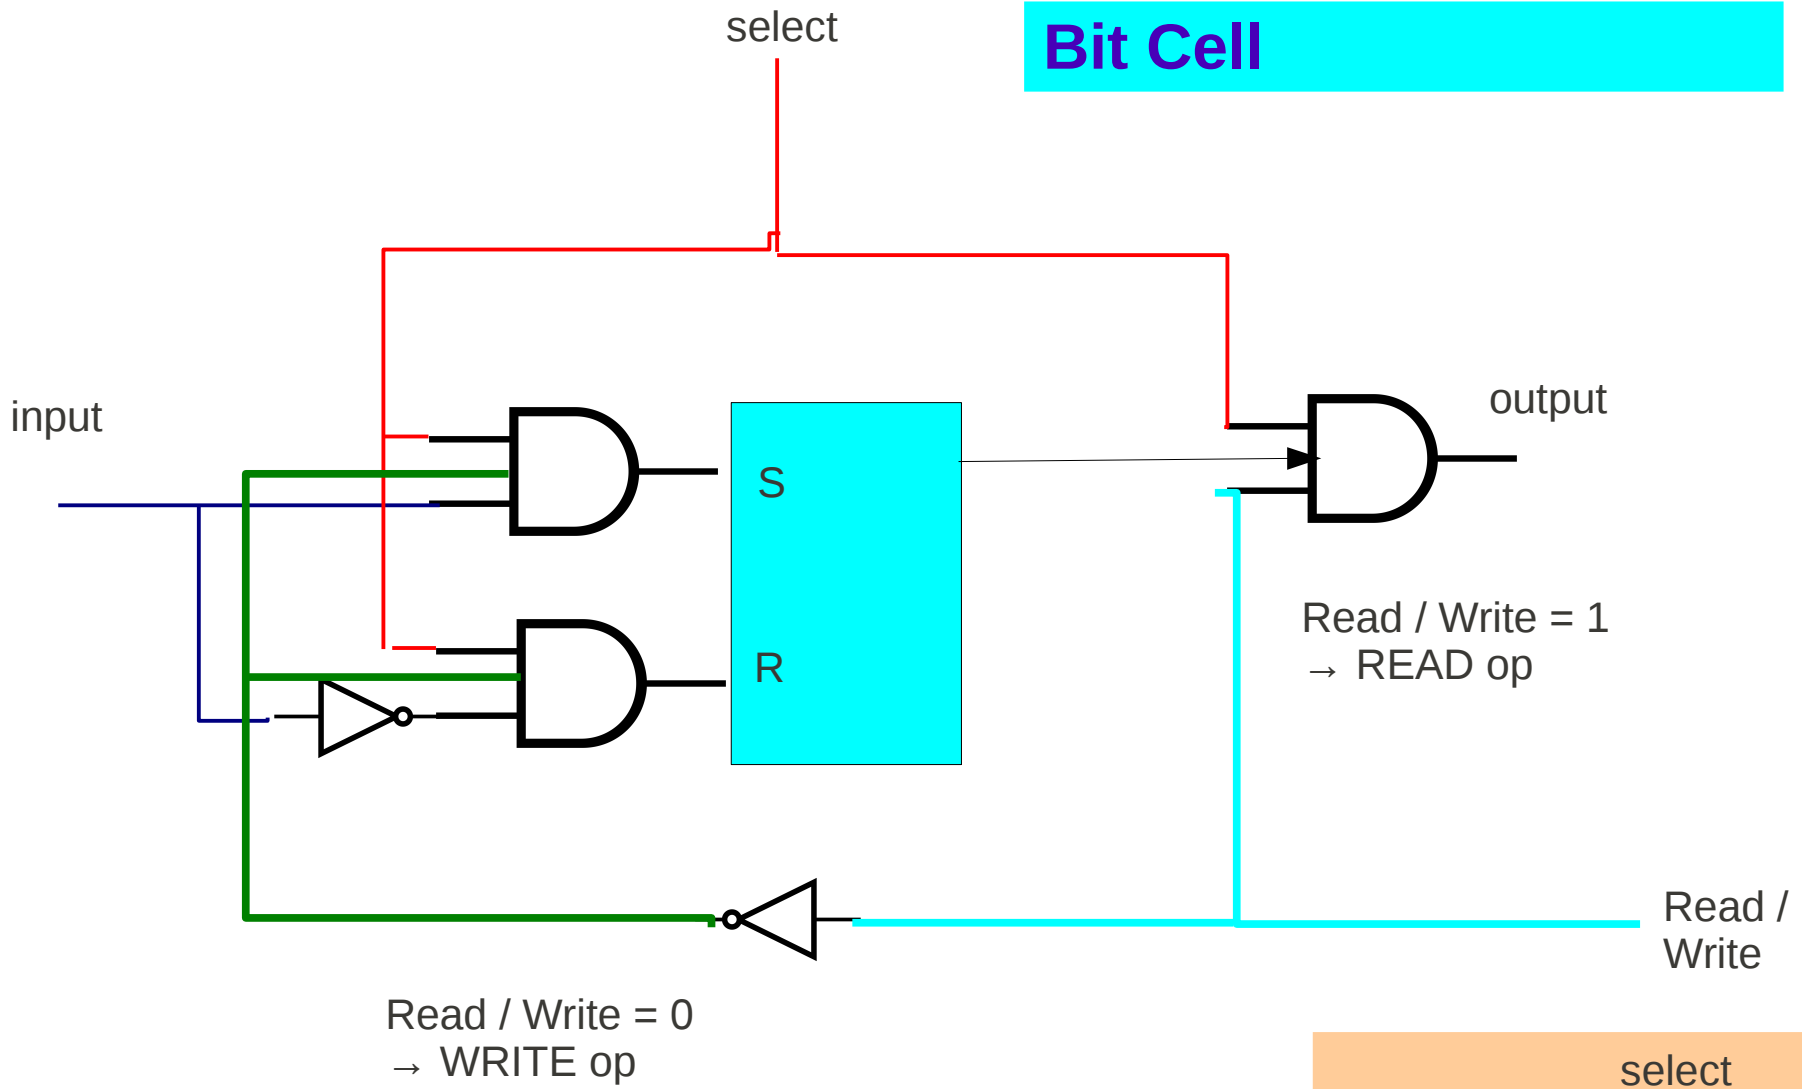 select
Bit Cell
input
output
S
R
Read / Write = 1
→ READ op
Read /
Write
Read / Write = 0
→ WRITE op
select